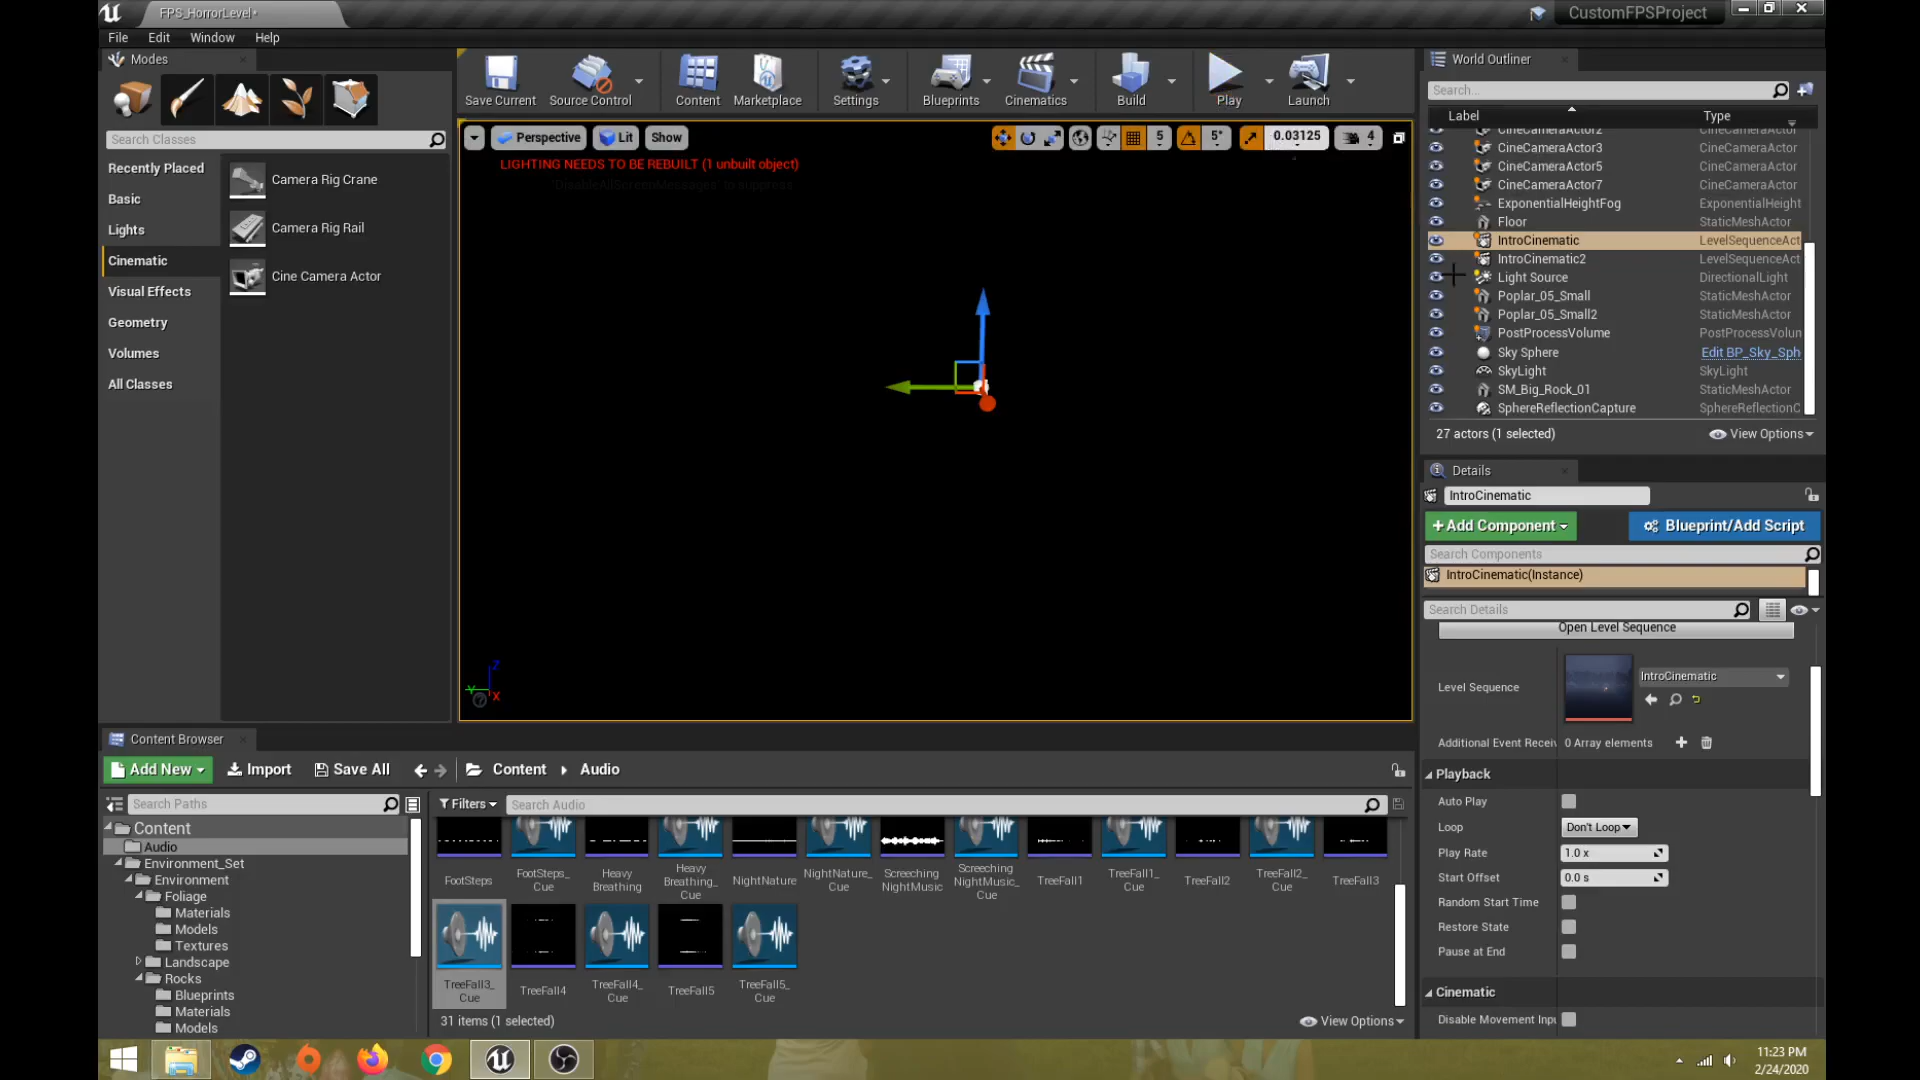 FPS_HorrorLevel*
CustomFPSProject
File Edit Window Help
Modes
Search Classes
Recently Placed
Basic
Lights
Cinematic
Visual Effects
Geometry
Volumes
All Classes
Camera Rig Crane
Camera Rig Rail
Cine Camera Actor
Save Current Source Control Content Marketplace Settings Blueprints Cinematics Build Play Launch
Perspective Lit Show 5 5° 0.03125 4
LIGHTING NEEDS TO BE REBUILT (1 unbuilt object)
'DisableAllScreenMessages' to suppress
Z
Y
X
World Outliner
Search...
Label Type
CineCameraActor2 CineCameraActor
CineCameraActor3 CineCameraActor
CineCameraActor5 CineCameraActor
CineCameraActor7 CineCameraActor
ExponentialHeightFog ExponentialHeight
Floor StaticMeshActor
IntroCinematic LevelSequenceAct
IntroCinematic2 LevelSequenceAct
Light Source DirectionalLight
Poplar_05_Small StaticMeshActor
Poplar_05_Small2 StaticMeshActor
PostProcessVolume PostProcessVolun
Sky Sphere Edit BP_Sky_Sph
SkyLight SkyLight
SM_Big_Rock_01 StaticMeshActor
SphereReflectionCapture SphereReflectionC
27 actors (1 selected) View Options
Details
IntroCinematic
+Add Component Blueprint/Add Script
Search Components
IntroCinematic(Instance)
Search Details
Open Level Sequence
Level Sequence IntroCinematic
Additional Event Receiv 0 Array elements
Playback
Auto Play
Loop Don't Loop
Play Rate 1.0 x
Start Offset 0.0 s
Random Start Time
Restore State
Pause at End
Cinematic
Disable Movement Inpu
Content Browser
Add New Import Save All Content Audio
Search Paths
Content
Audio
Environment_Set
Environment
Foliage
Materials
Models
Textures
Landscape
Rocks
Blueprints
Materials
Models
Filters Search Audio
FootSteps
FootSteps_
Cue
Heavy
Breathing
Heavy
Breathing_
Cue
NightNature
NightNature_
Cue
Screeching
NightMusic
Screeching
NightMusic_
Cue
TreeFall1
TreeFall1_
Cue
TreeFall2
TreeFall2_
Cue
TreeFall3
TreeFall3_
Cue
TreeFall4
TreeFall4_
Cue
TreeFall5
TreeFall5_
Cue
31 items (1 selected) View Options
11:23 PM
2/24/2020